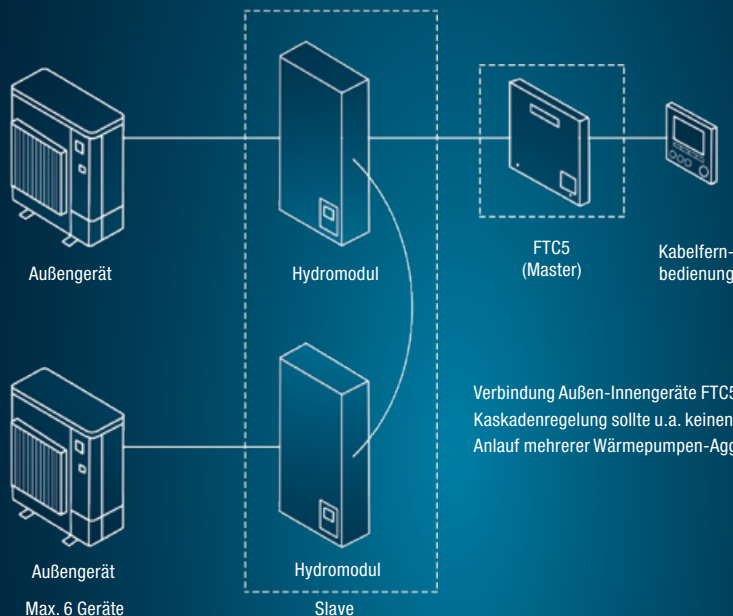 Außengerät
Hydromodul
FTC5
(Master)
Kabelfern-
bedienung
Verbindung Außen-Innengeräte FTC5
Kaskadenregelung sollte u.a. keinen
Anlauf mehrerer Wärmepumpen-Agg
Außengerät
Hydromodul
Max. 6 Geräte
Slave